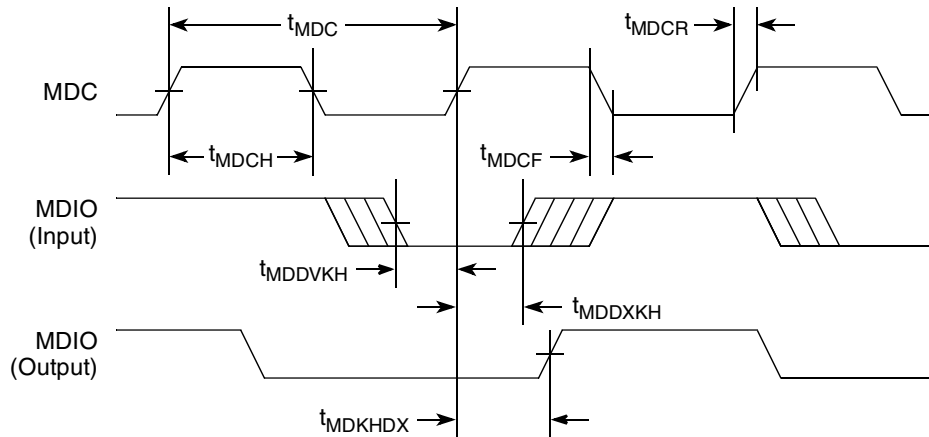 tMDC
tMDCR
MDC
tMDCH
tMDCF
MDIO
(Input)
tMDDVKH
tMDDXKH
MDIO
(Output)
tMDKHDX